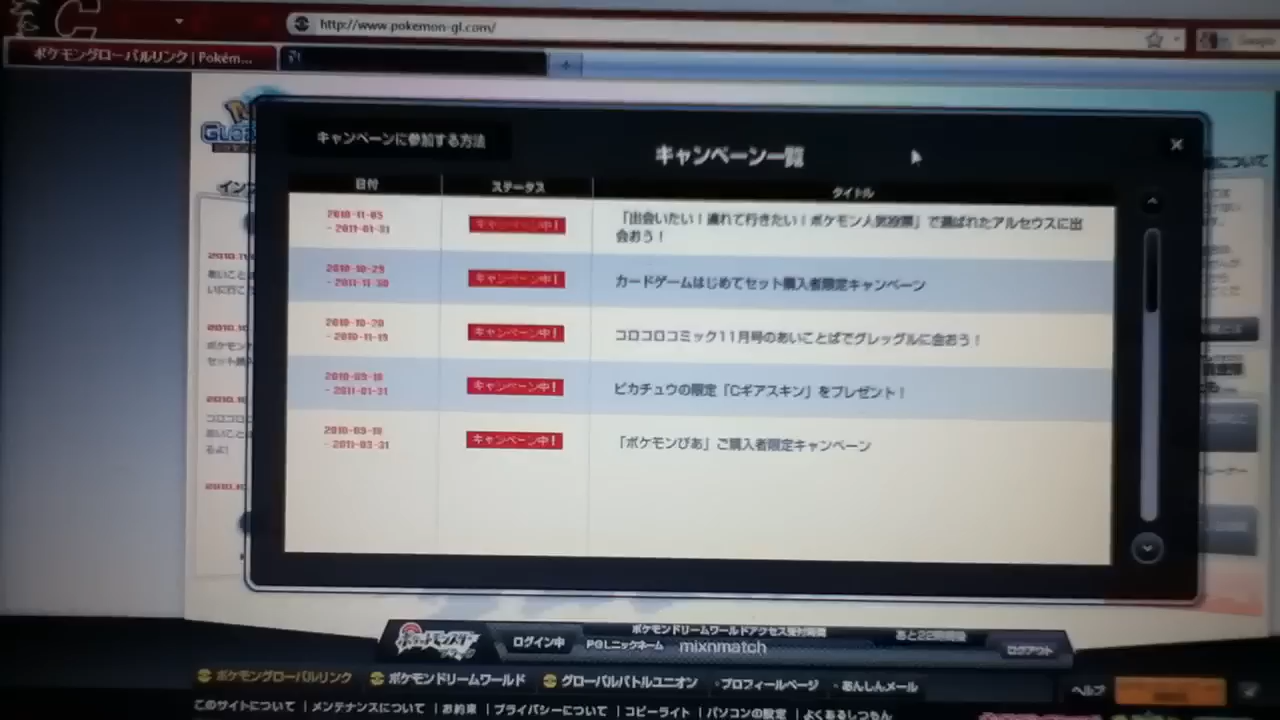 http://www.pokemon-gl.com/
ポケモングローバルリンク | Pokém...
キャンペーンに参加する方法
キャンペーン一覧
日付 ステータス タイトル
2010-11-05
- 2011-01-31
キャンペーン中!
「出会いたい!連れて行きたい!ポケモン人気投票」で選ばれたアルセウスに出
会おう!
2010-10-29
- 2011-11-30
キャンペーン中!
カードゲームはじめてセット購入者限定キャンペーン
2010-10-20
- 2010-11-19
キャンペーン中!
コロコロコミック11月号のあいことばでグレッグルに会おう!
2010-09-18
- 2011-01-31
キャンペーン中!
ピカチュウの限定「Cギアスキン」をプレゼント!
2010-09-18
- 2011-03-31
キャンペーン中!
「ポケモンぴあ」ご購入者限定キャンペーン
ログイン中
ポケモンドリームワールドアクセス受付時間
あと22時間
PGLニックネーム mixnmatch
ログアウト
ポケモングローバルリンク ポケモンドリームワールド グローバルバトルユニオン プロフィールページ あんしんメール
ヘルプ
このサイトについて | メンテナンスについて | お約束 | プライバシーについて | コピーライト | パソコンの設定 | よくあるしつもん